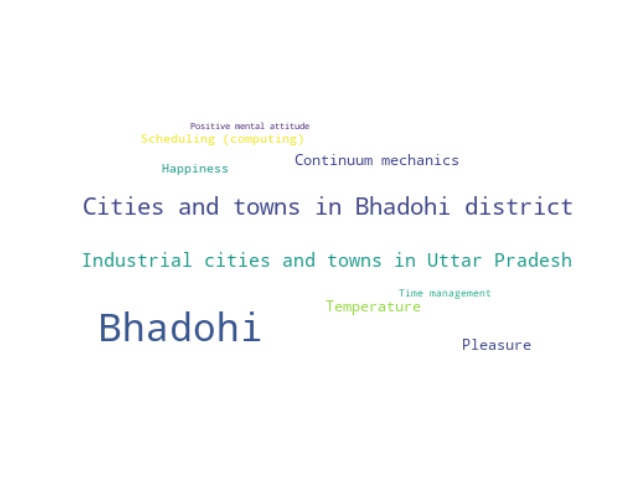 Positive mental attitude
Scheduling (computing)
Continuum mechanics
Happiness
Cities and towns in Bhadohi district
Industrial cities and towns in Uttar Pradesh
Time management
Temperature
Bhadohi
Pleasure